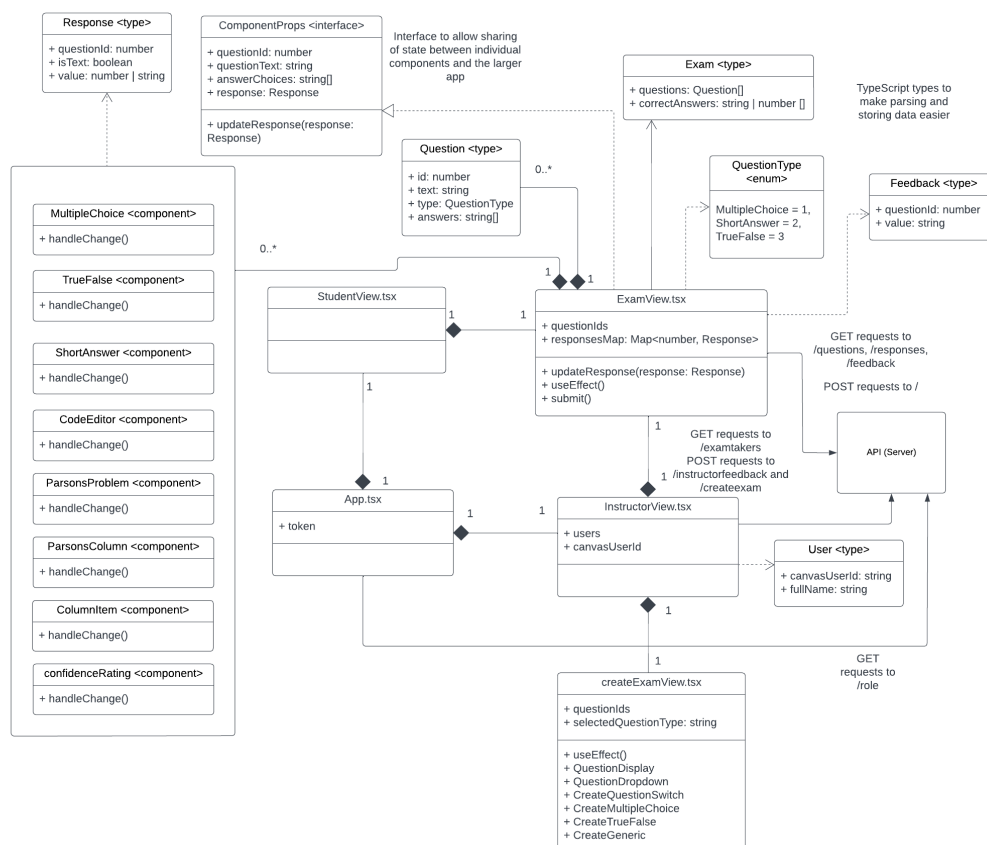 Response <type>
+ questionId: number
+ isText: boolean
+ value: number | string
ComponentProps <interface>
+ questionId: number
+ questionText: string
+ answerChoices: string[]
+ response: Response
+ updateResponse(response:
Response)
Interface to allow sharing
of state between individual
components and the larger
app
Exam <type>
+ questions: Question[]
+ correctAnswers: string | number []
TypeScript types to
make parsing and
storing data easier
Question <type>
+ id: number
+ text: string
+ type: QuestionType
+ answers: string[]
0..*
QuestionType
<enum>
MultipleChoice = 1,
ShortAnswer = 2,
TrueFalse = 3
Feedback <type>
+ questionId: number
+ value: string
MultipleChoice <component>
+ handleChange()
TrueFalse <component>
+ handleChange()
ShortAnswer <component>
+ handleChange()
CodeEditor <component>
+ handleChange()
ParsonsProblem <component>
+ handleChange()
ParsonsColumn <component>
+ handleChange()
ColumnItem <component>
+ handleChange()
confidenceRating <component>
+ handleChange()
0..*
1
1
StudentView.tsx
1
1
ExamView.tsx
+ questionIds
+ responsesMap: Map<number, Response>
+ updateResponse(response: Response)
+ useEffect()
+ submit()
GET requests to
/questions, /responses,
/feedback
POST requests to /
1
1
GET requests to
/examtakers
POST requests to
/instructorfeedback and
/createexam
API (Server)
1
1
App.tsx
+ token
1
1
InstructorView.tsx
+ users
+ canvasUserId
User <type>
+ canvasUserId: string
+ fullName: string
1
1
GET
requests to
/role
createExamView.tsx
+ questionIds
+ selectedQuestionType: string
+ useEffect()
+ QuestionDisplay
+ QuestionDropdown
+ CreateQuestionSwitch
+ CreateMultipleChoice
+ CreateTrueFalse
+ CreateGeneric